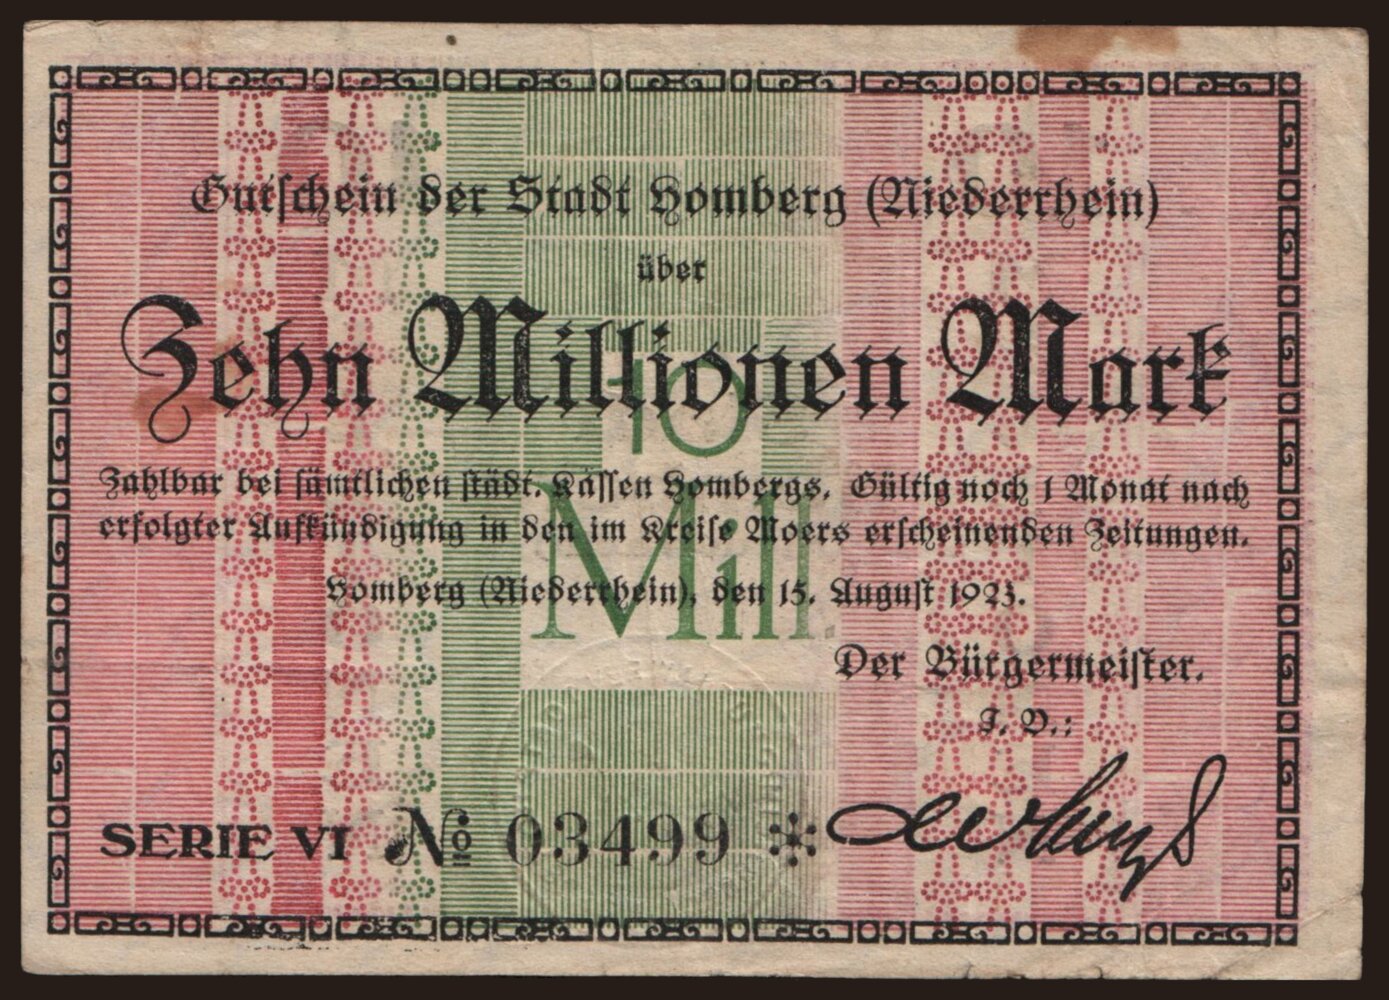 Gutschein der Stadt Homberg (Niederrhein)
über
Zehn Millionen Mark
10
Mill.
Zahlbar bei sämtlichen städt. Kassen Hombergs. Gültig noch 1 Monat nach
erfolgter Aufkündigung in den im Kreise Moers erscheinenden Zeitungen.
Homberg (Niederrhein), den 15. August 1923.
Der Bürgermeister.
J. V.:
SERIE VI № 03499 *